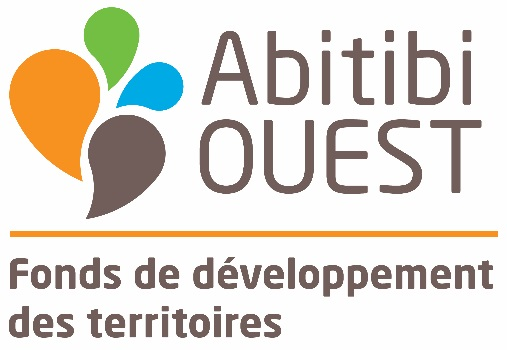 Abitibi
OUEST
Fonds de développement
des territoires